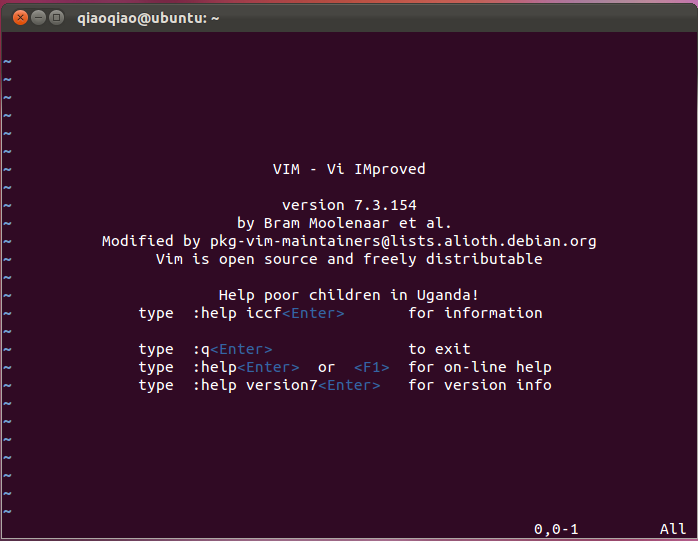 qiaoqiao@ubuntu: ~
~
~
~
~
~
~
~ VIM - Vi IMproved
~
~ version 7.3.154
~ by Bram Moolenaar et al.
~ Modified by pkg-vim-maintainers@lists.alioth.debian.org
~ Vim is open source and freely distributable
~
~ Help poor children in Uganda!
~ type  :help iccf<Enter>       for information
~
~ type  :q<Enter>               to exit
~ type  :help<Enter>  or  <F1>  for on-line help
~ type  :help version7<Enter>   for version info
~
~
~
~
~
~
~
0,0-1         All